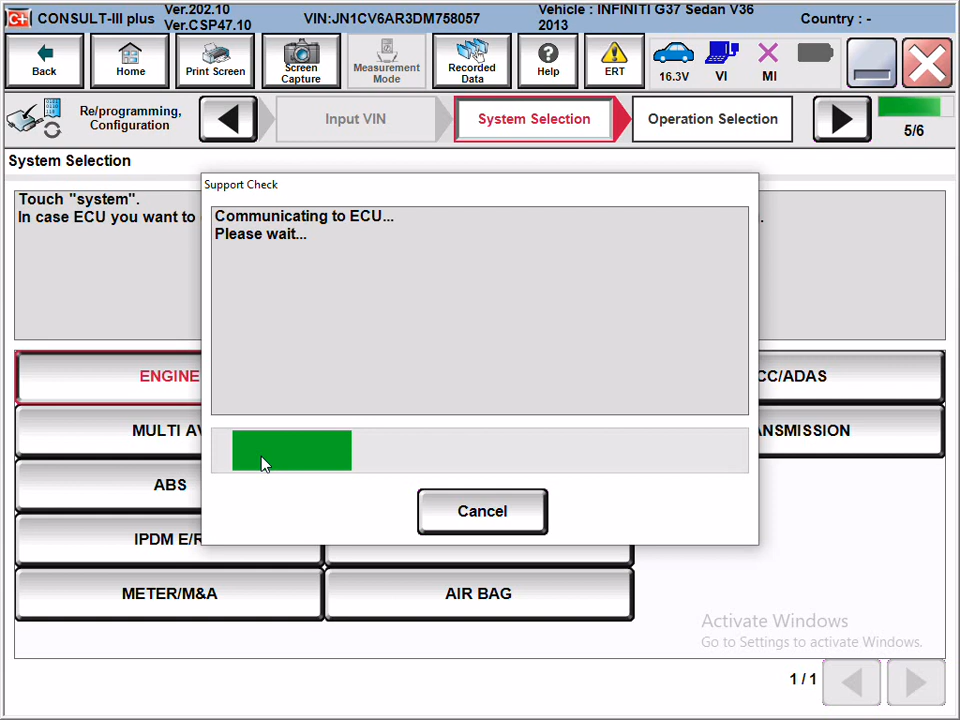 C+ CONSULT-III plus
Ver.202.10
Ver.CSP47.10
VIN:JN1CV6AR3DM758057
Vehicle : INFINITI G37 Sedan V36
2013
Country : -
Back
Home
Print Screen
Screen
Capture
Measurement
Mode
Recorded
Data
Help
ERT
16.3V
VI
MI
Re/programming,
Configuration
Input VIN
System Selection
Operation Selection
5/6
System Selection
Touch "system".
In case ECU you want to
Support Check
Communicating to ECU...
Please wait...
Cancel
ENGINE
CC/ADAS
MULTI AV
ANSMISSION
ABS
IPDM E/R
METER/M&A
AIR BAG
Activate Windows
Go to Settings to activate Windows.
1/1